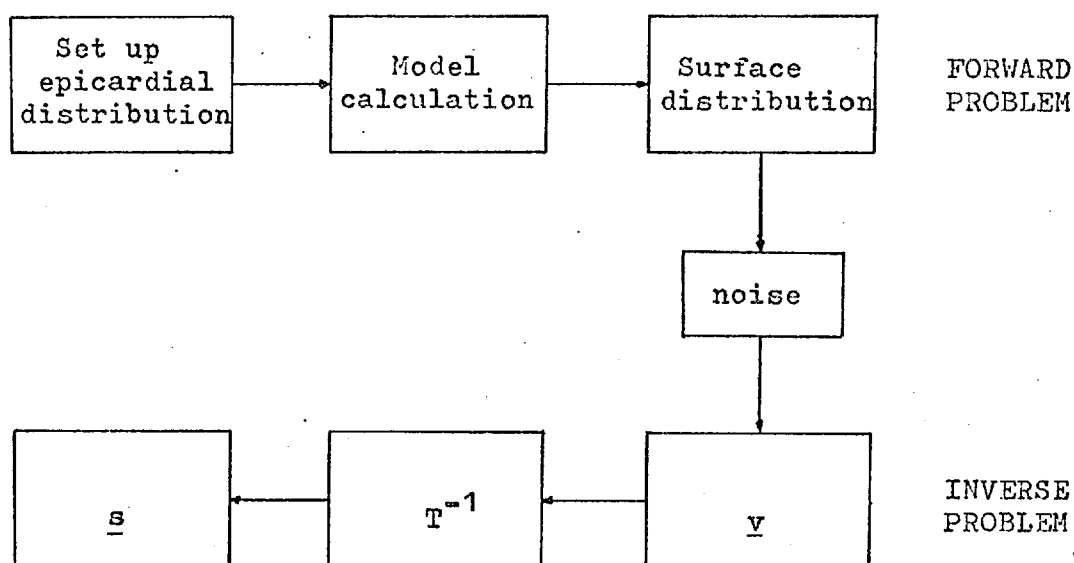 Set up
epicardial
distribution
Model
calculation
Surface
distribution
FORWARD
PROBLEM
noise
s
T⁻¹
v
INVERSE
PROBLEM